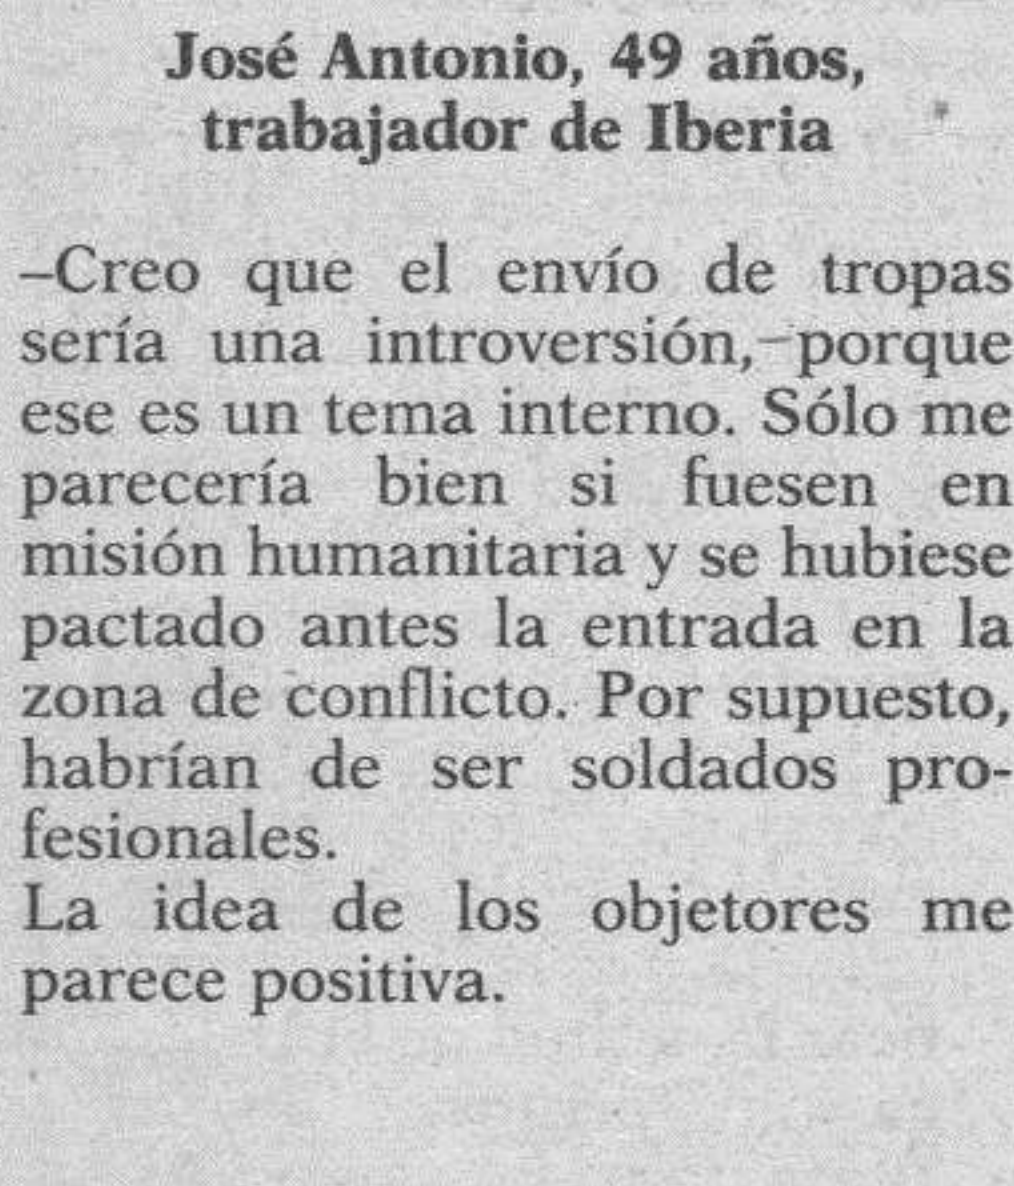 José Antonio, 49 años,
trabajador de Iberia
–Creo que el envío de tropas
sería una introversión, porque
ese es un tema interno. Sólo me
parecería bien si fuesen en
misión humanitaria y se hubiese
pactado antes la entrada en la
zona de conflicto. Por supuesto,
habrían de ser soldados pro-
fesionales.
La idea de los objetores me
parece positiva.